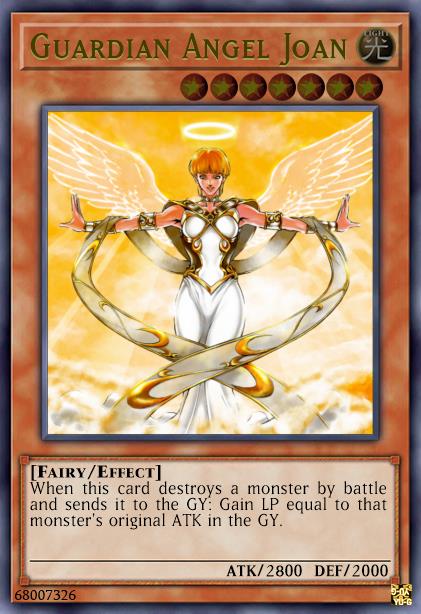 GUARDIAN ANGEL JOAN
LIGHT
光
[FAIRY/EFFECT]
When this card destroys a monster by battle
and sends it to the GY: Gain LP equal to that
monster's original ATK in the GY.
ATK/2800 DEF/2000
68007326